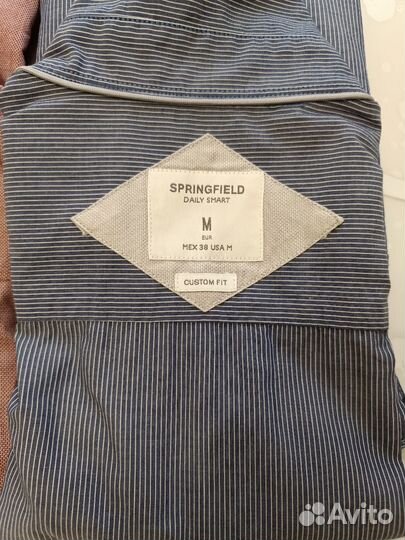 SPRINGFIELD
DAILY SMART
M
EUR
MEX 38 USA M
CUSTOM FIT
Avito